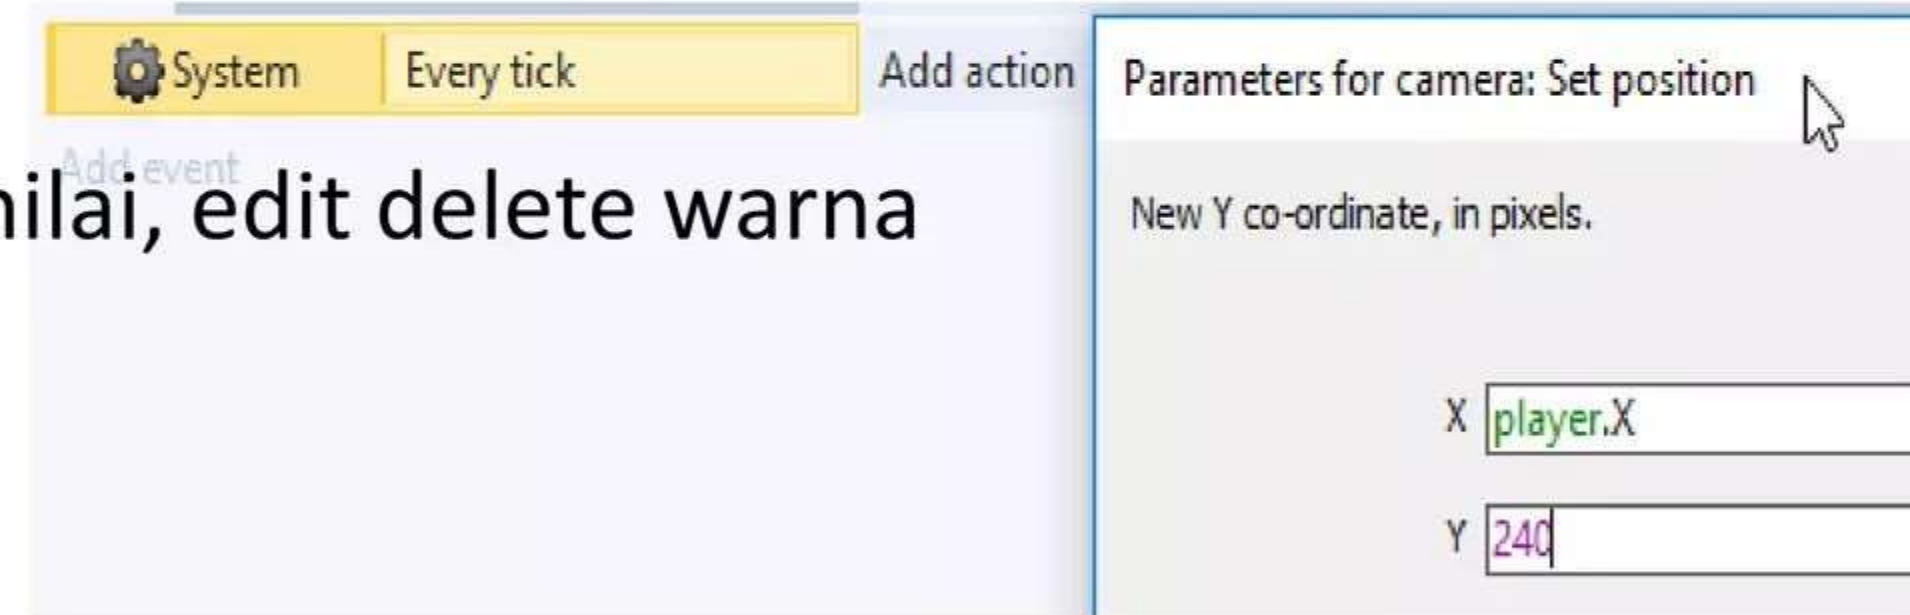 System Every tick Add action
Add event
nilai, edit delete warna
Parameters for camera: Set position
New Y co-ordinate, in pixels.
X player.X
Y 240